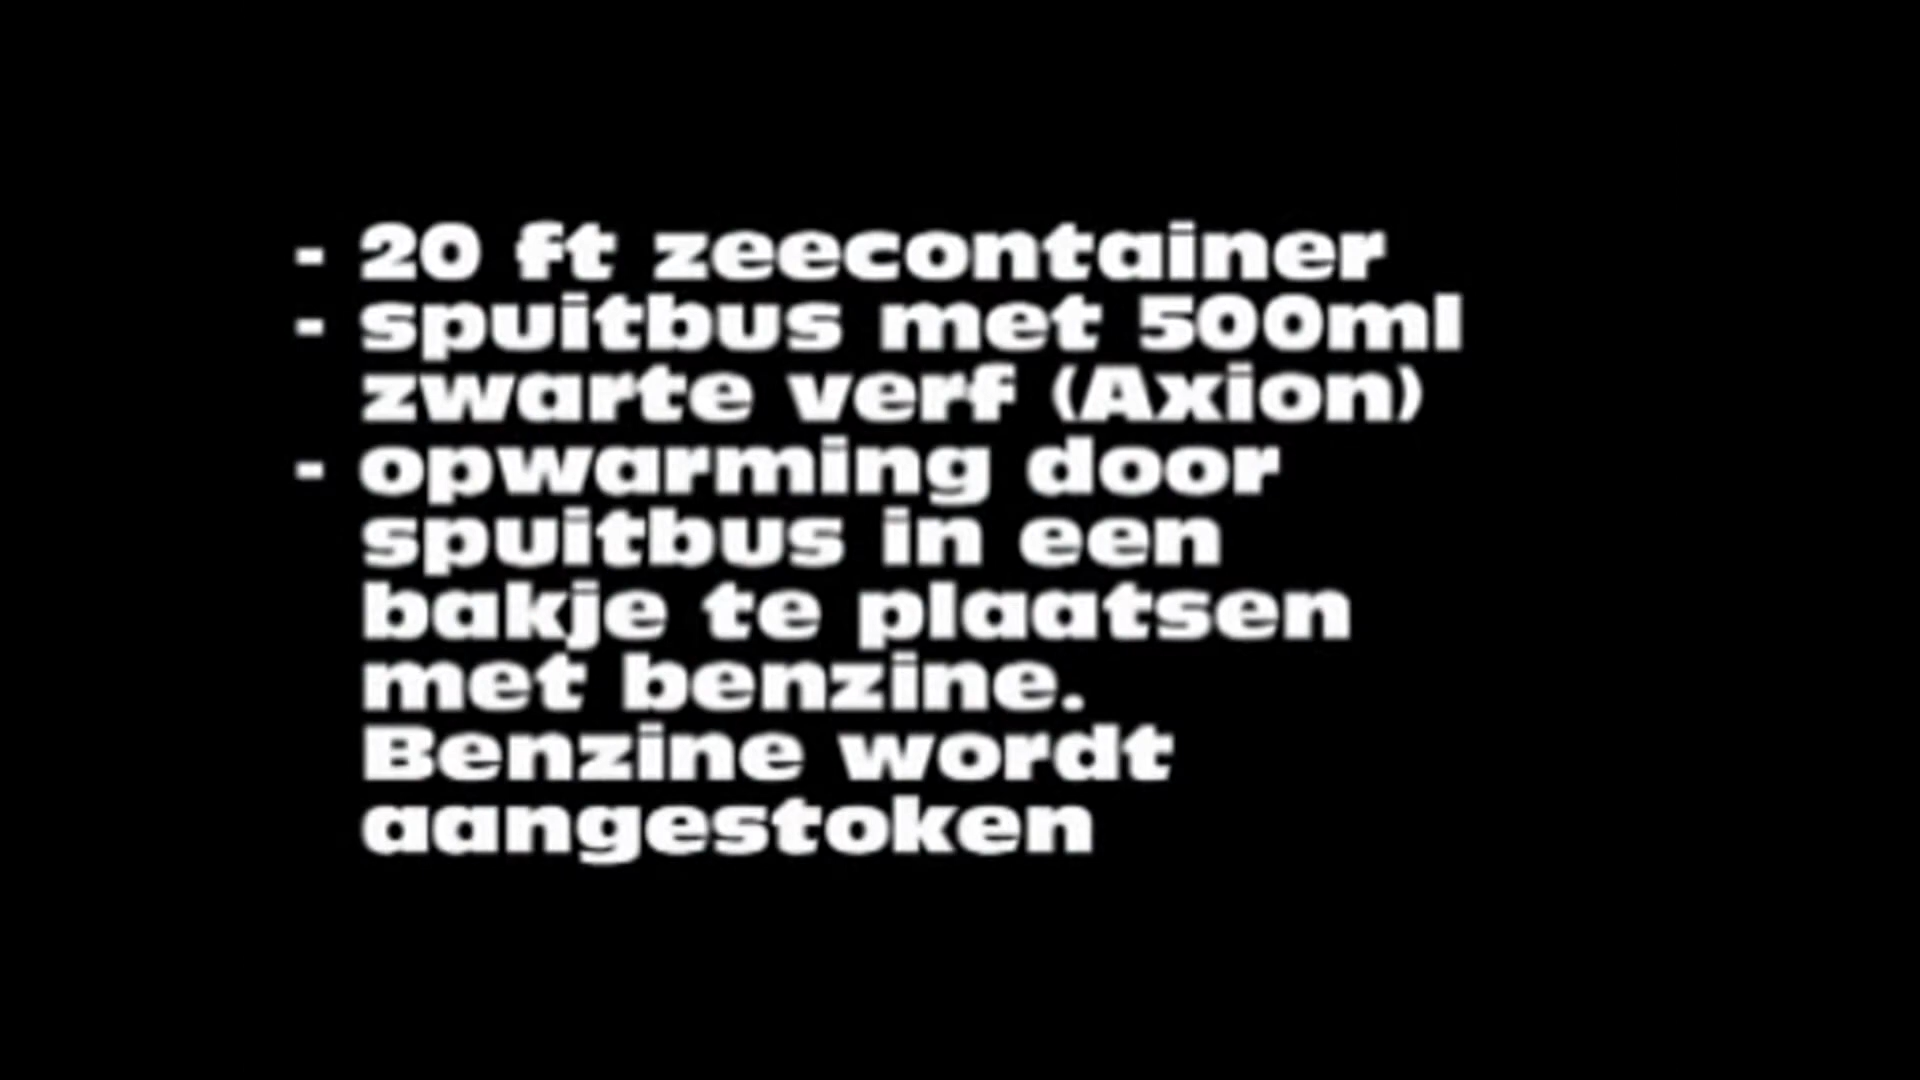 - 20 ft zeecontainer
- spuitbus met 500ml
zwarte verf (Axion)
- opwarming door
spuitbus in een
bakje te plaatsen
met benzine.
Benzine wordt
aangestoken